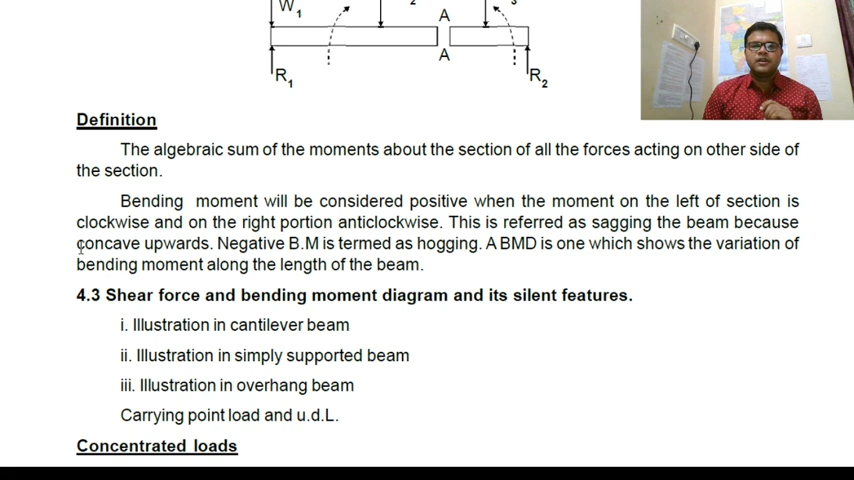 W1
2
3
A
A
R1
R2
Definition
The algebraic sum of the moments about the section of all the forces acting on other side of
the section.
Bending moment will be considered positive when the moment on the left of section is
clockwise and on the right portion anticlockwise. This is referred as sagging the beam because
concave upwards. Negative B.M is termed as hogging. A BMD is one which shows the variation of
bending moment along the length of the beam.
4.3 Shear force and bending moment diagram and its silent features.
i. Illustration in cantilever beam
ii. Illustration in simply supported beam
iii. Illustration in overhang beam
Carrying point load and u.d.L.
Concentrated loads